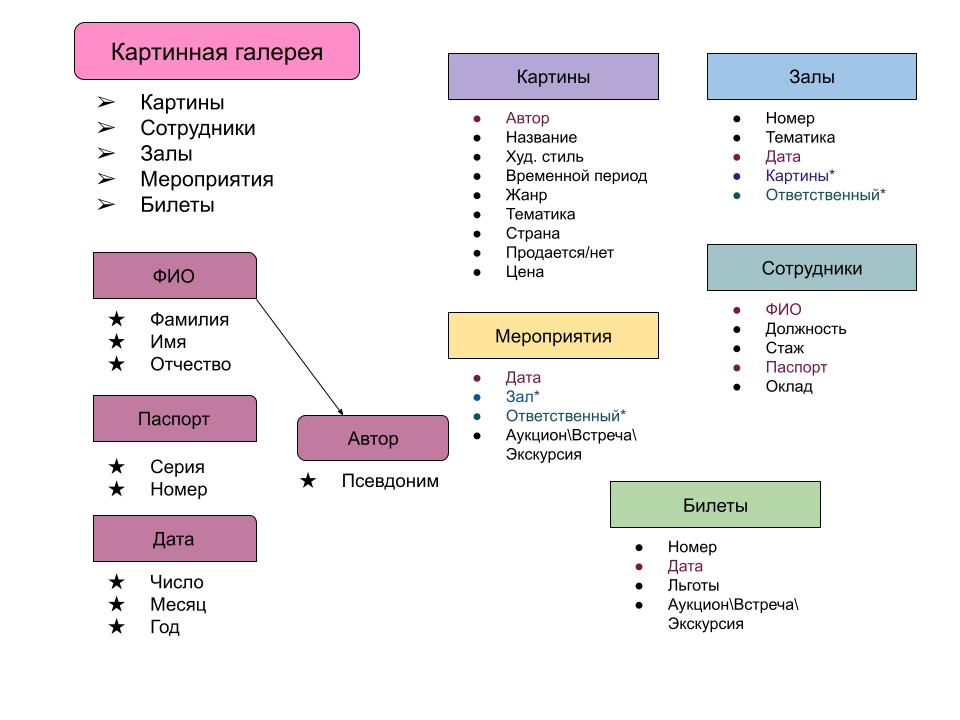 Картинная галерея
Картины
Сотрудники
Залы
Мероприятия
Билеты
ФИО
Фамилия
Имя
Отчество
Паспорт
Серия
Номер
Дата
Число
Месяц
Год
Автор
Псевдоним
Картины
Автор
Название
Худ. стиль
Временной период
Жанр
Тематика
Страна
Продается/нет
Цена
Мероприятия
Дата
Зал*
Ответственный*
Аукцион\Встреча\
Экскурсия
Залы
Номер
Тематика
Дата
Картины*
Ответственный*
Сотрудники
ФИО
Должность
Стаж
Паспорт
Оклад
Билеты
Номер
Дата
Льготы
Аукцион\Встреча\
Экскурсия